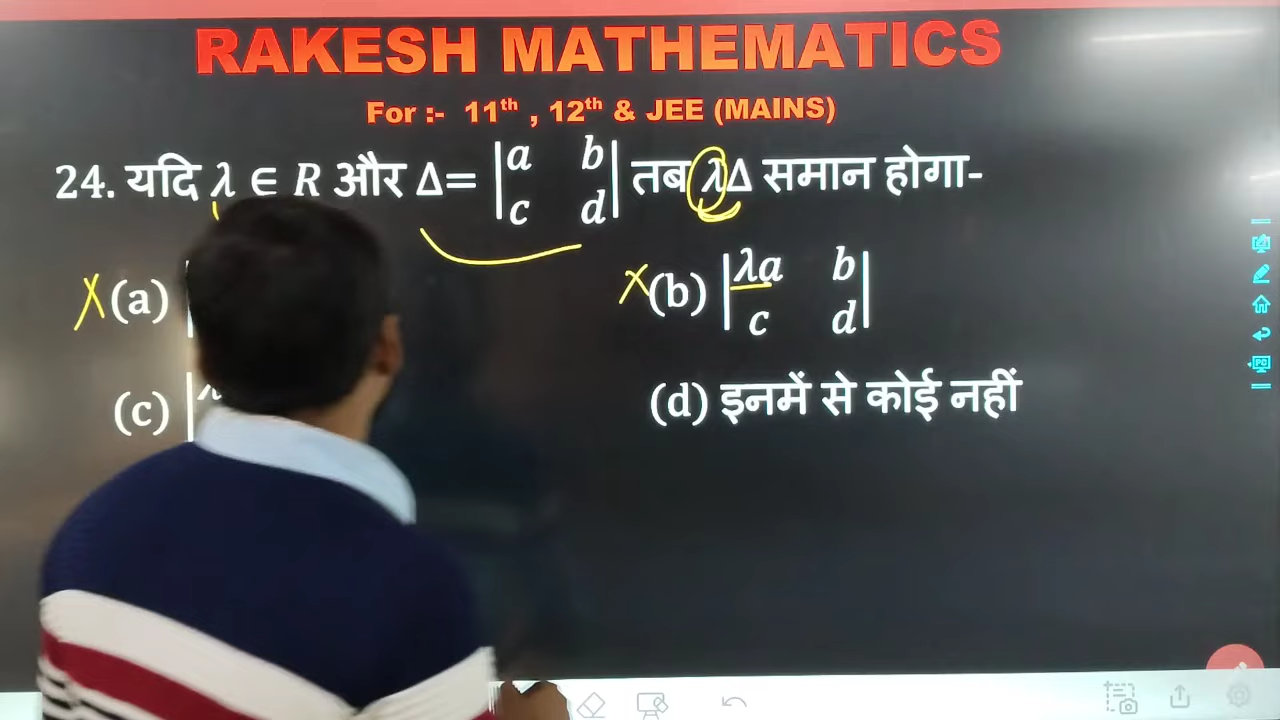 RAKESH MATHEMATICS
For :- 11th , 12th & JEE (MAINS)
24. यदि λ ∈ R और Δ= |a b| तब λΔ समान होगा-
|c d|
X (a) |
X (b) |λa b|
|c d|
(c) |
(d) इनमें से कोई नहीं